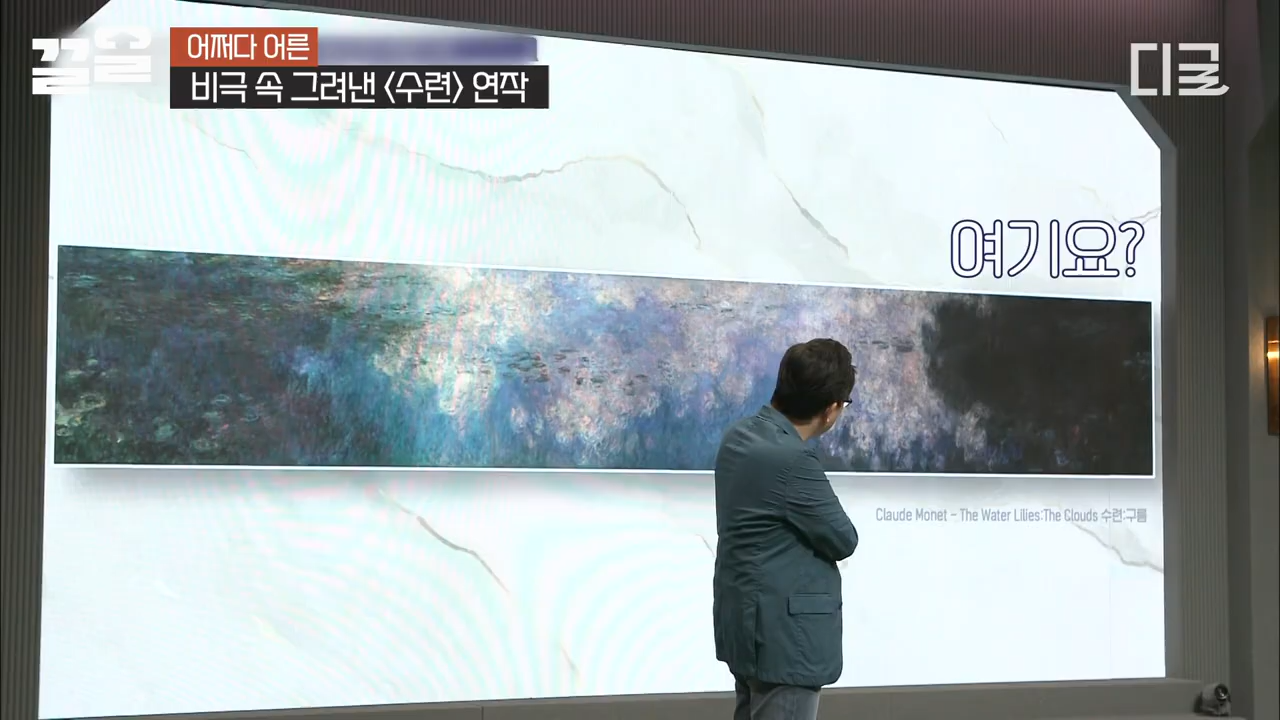 끌올
어쩌다 어른
비극 속 그려낸 <수련> 연작
디글
여기요?
Claude Monet - The Water Lilies:The Clouds 수련:구름